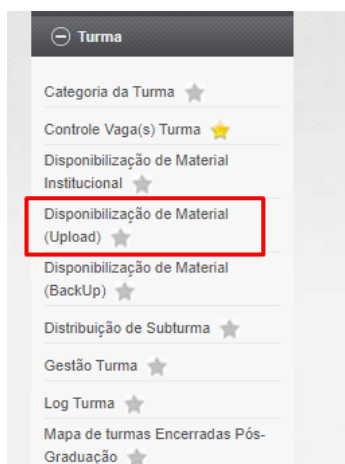 Turma
Categoria da Turma
Controle Vaga(s) Turma
Disponibilização de Material
Institucional
Disponibilização de Material
(Upload)
Disponibilização de Material
(BackUp)
Distribuição de Subturma
Gestão Turma
Log Turma
Mapa de turmas Encerradas Pós-
Graduação